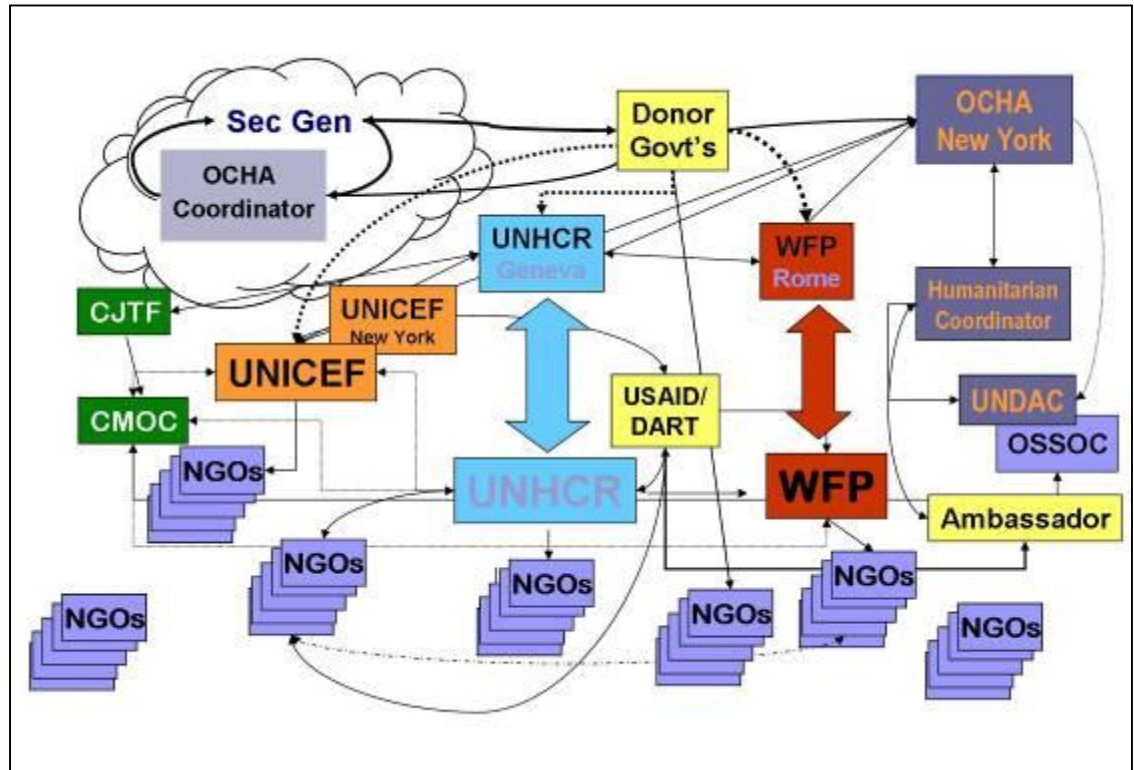 Sec Gen
OCHA
Coordinator
Donor
Govt's
OCHA
New York
UNHCR
Geneva
WFP
Rome
CJTF
UNICEF
New York
Humanitarian
Coordinator
UNICEF
USAID/
DART
UNDAC
CMOC
OSSOC
NGOs
UNHCR
WFP
Ambassador
NGOs
NGOs
NGOs
NGOs
NGOs
NGOs